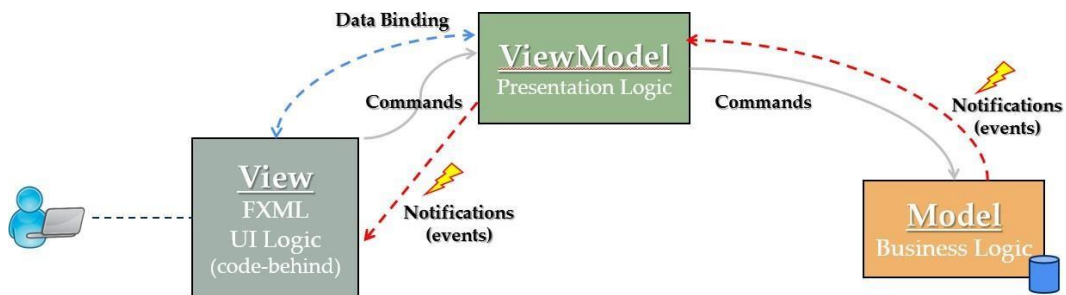 Data Binding
ViewModel
Presentation Logic
Commands
Commands
Notifications
(events)
View
FXML
UI Logic
(code-behind)
Notifications
(events)
Model
Business Logic